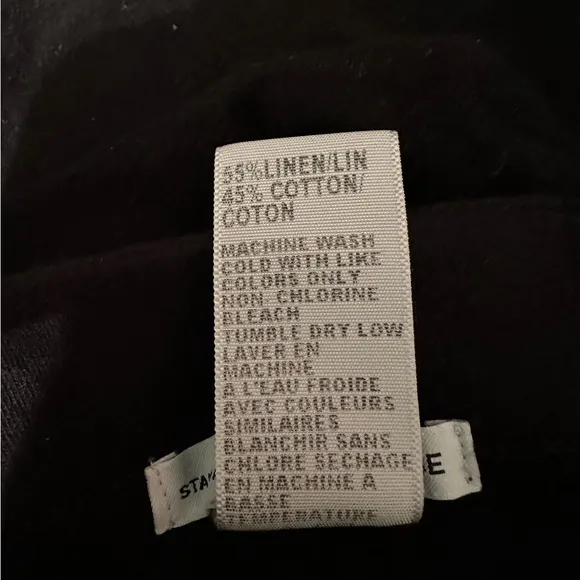 55%LINEN/LIN
45% COTTON/
COTON
MACHINE WASH
COLD WITH LIKE
COLORS ONLY
NON- CHLORINE
BLEACH
TUMBLE DRY LOW
LAVER EN
MACHINE
A L'EAU FROIDE
AVEC COULEURS
SIMILAIRES
BLANCHIR SANS
CHLORE SECHAGE
EN MACHINE A
BASSE
TEMPERATURE